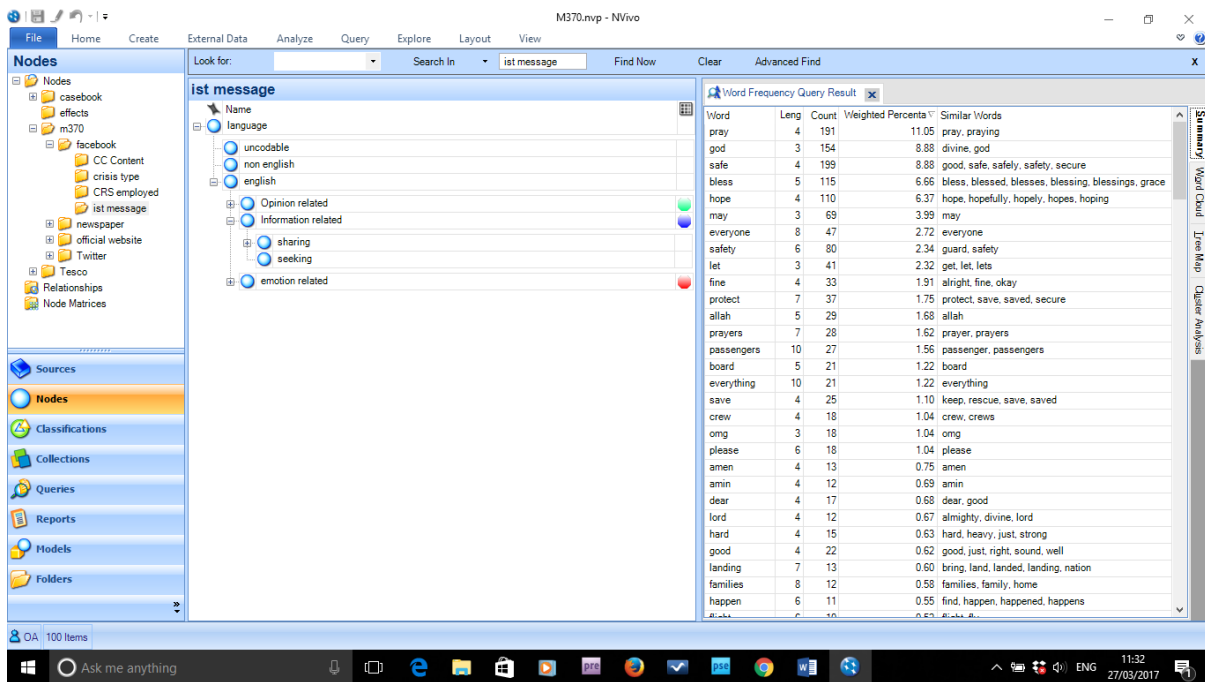 M370.nvp - NVivo
File Home Create External Data Analyze Query Explore Layout View
Nodes
Look for: Search In ist message Find Now Clear Advanced Find x
Nodes
casebook
effects
m370
facebook
CC Content
crisis type
CRS employed
ist message
newspaper
official website
Twitter
Tesco
Relationships
Node Matrices
Sources
Nodes
Classifications
Collections
Queries
Reports
Models
Folders
ist message
Name
language
uncodable
non english
english
Opinion related
Information related
sharing
seeking
emotion related
Word Frequency Query Result
Word Leng Count Weighted Percenta Similar Words
pray 4 191 11.05 pray, praying
god 3 154 8.88 divine, god
safe 4 199 8.88 good, safe, safely, safety, secure
bless 5 115 6.66 bless, blessed, blesses, blessing, blessings, grace
hope 4 110 6.37 hope, hopefully, hopely, hopes, hoping
may 3 69 3.99 may
everyone 8 47 2.72 everyone
safety 6 80 2.34 guard, safety
let 3 41 2.32 get, let, lets
fine 4 33 1.91 alright, fine, okay
protect 7 37 1.75 protect, save, saved, secure
allah 5 29 1.68 allah
prayers 7 28 1.62 prayer, prayers
passengers 10 27 1.56 passenger, passengers
board 5 21 1.22 board
everything 10 21 1.22 everything
save 4 25 1.10 keep, rescue, save, saved
crew 4 18 1.04 crew, crews
omg 3 18 1.04 omg
please 6 18 1.04 please
amen 4 13 0.75 amen
amin 4 12 0.69 amin
dear 4 17 0.68 dear, good
lord 4 12 0.67 almighty, divine, lord
hard 4 15 0.63 hard, heavy, just, strong
good 4 22 0.62 good, just, right, sound, well
landing 7 13 0.60 bring, land, landed, landing, nation
families 8 12 0.58 families, family, home
happen 6 11 0.55 find, happen, happened, happens
Summary
Word Cloud
Tree Map
Cluster Analysis
OA 100 Items
Ask me anything
pre
pse
ENG
11:32
27/03/2017